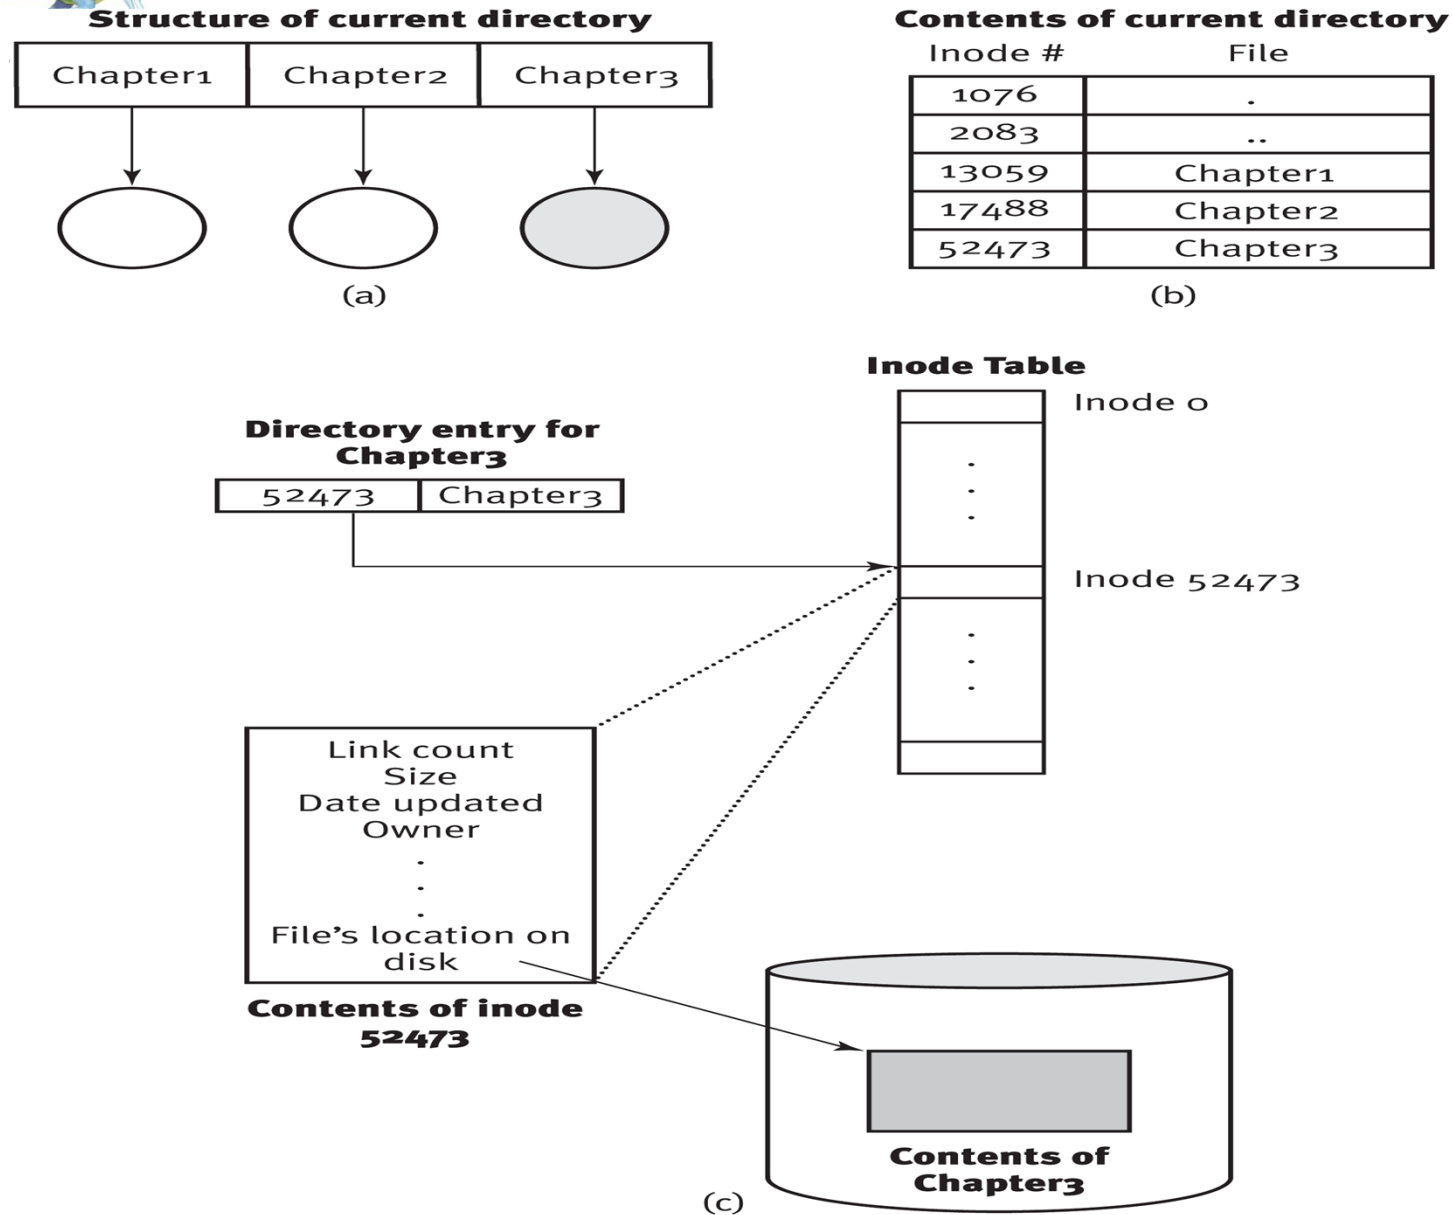 Structure of current directory
Chapter1 Chapter2 Chapter3
(a)
Contents of current directory
Inode # File
1076 .
2083 ..
13059 Chapter1
17488 Chapter2
52473 Chapter3
(b)
Directory entry for
Chapter3
52473 Chapter3
Inode Table
Inode 0
.
.
.
Inode 52473
.
.
.
Link count
Size
Date updated
Owner
.
.
.
File's location on
disk
Contents of inode
52473
Contents of
Chapter3
(c)